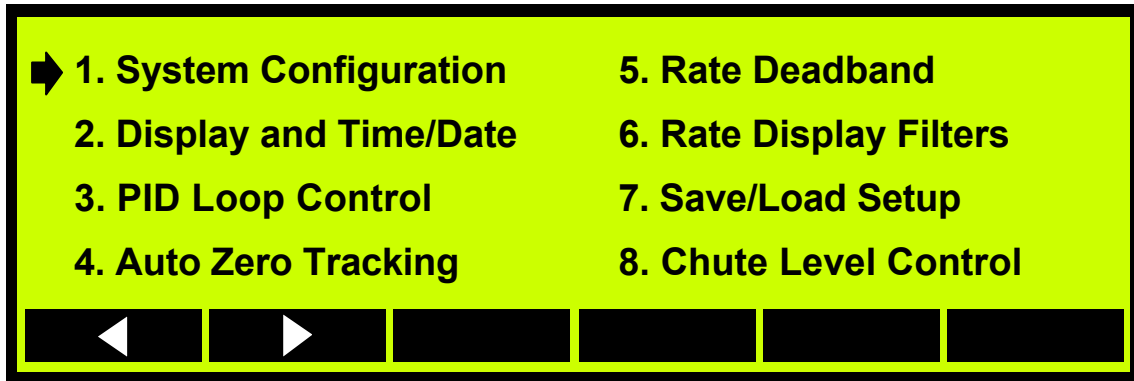 1. System Configuration
2. Display and Time/Date
3. PID Loop Control
4. Auto Zero Tracking
5. Rate Deadband
6. Rate Display Filters
7. Save/Load Setup
8. Chute Level Control